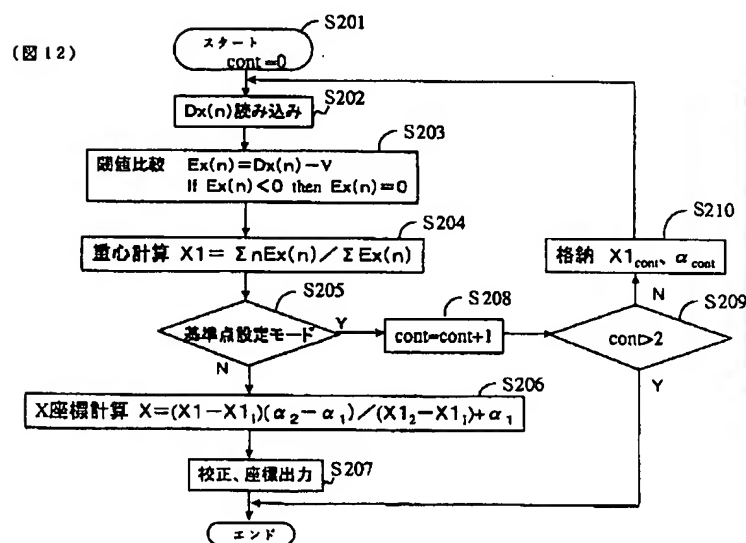 (図12)
S201
スタート
cont=0
S202
Dx(n)読み込み
S203
閾値比較 Ex(n)=Dx(n)-V
If Ex(n)<0 then Ex(n)=0
S204
重心計算 X1= ΣnEx(n)/ΣEx(n)
S205
基準点設定モード
Y
N
S208
cont=cont+1
S209
cont>2
N
Y
S210
格納 X1cont、αcont
S206
X座標計算 X=(X1-X11)(α2-α1)/(X12-X11)+α1
S207
校正、座標出力
エンド